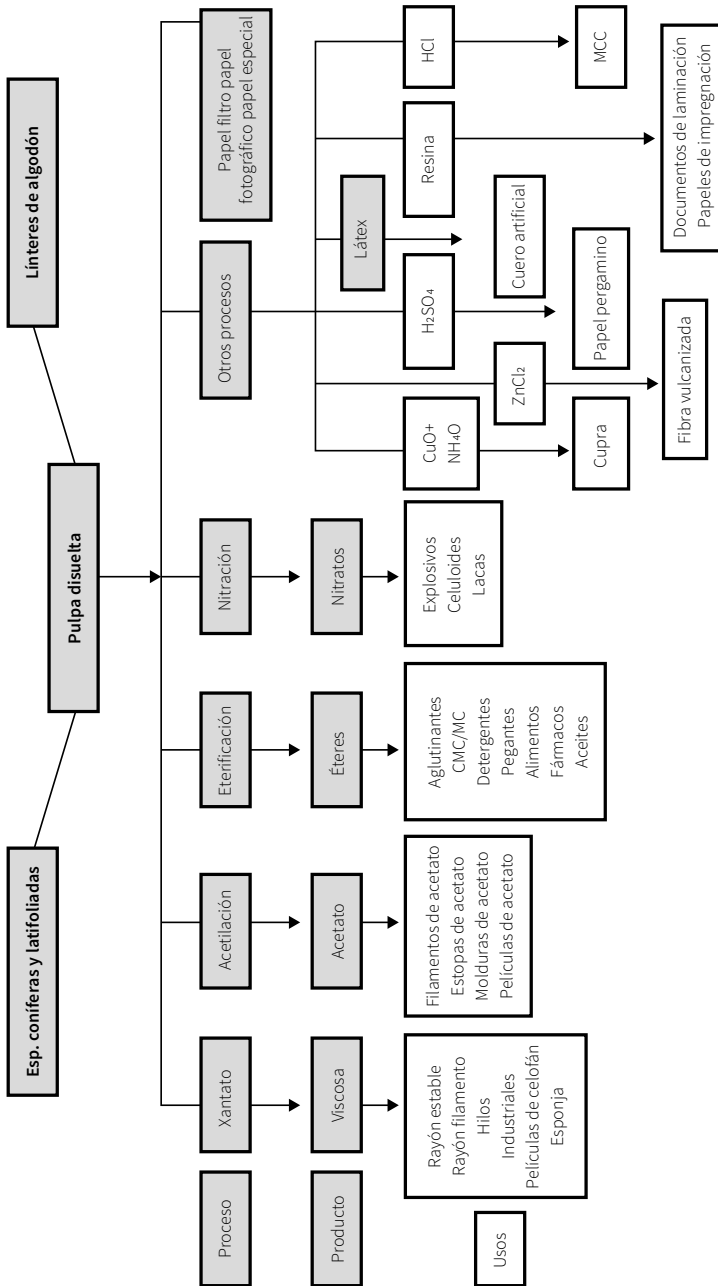 Esp. coníferas y latifoliadas
Pulpa disuelta
Línteres de algodón
Proceso
Xantato
Acetilación
Eterificación
Nitración
Otros procesos
Papel filtro papel
fotográfico papel especial
Producto
Viscosa
Acetato
Éteres
Nitratos
Látex
Usos
Rayón estable
Rayón filamento
Hilos
Industriales
Películas de celofán
Esponja
Filamentos de acetato
Estopas de acetato
Molduras de acetato
Películas de acetato
Aglutinantes
CMC/MC
Detergentes
Pegantes
Alimentos
Fármacos
Aceites
Explosivos
Celuloides
Lacas
CuO+
NH₄O
ZnCl₂
H₂SO₄
Resina
HCl
Cupra
Fibra vulcanizada
Papel pergamino
Cuero artificial
Documentos de laminación
Papeles de impregnación
MCC